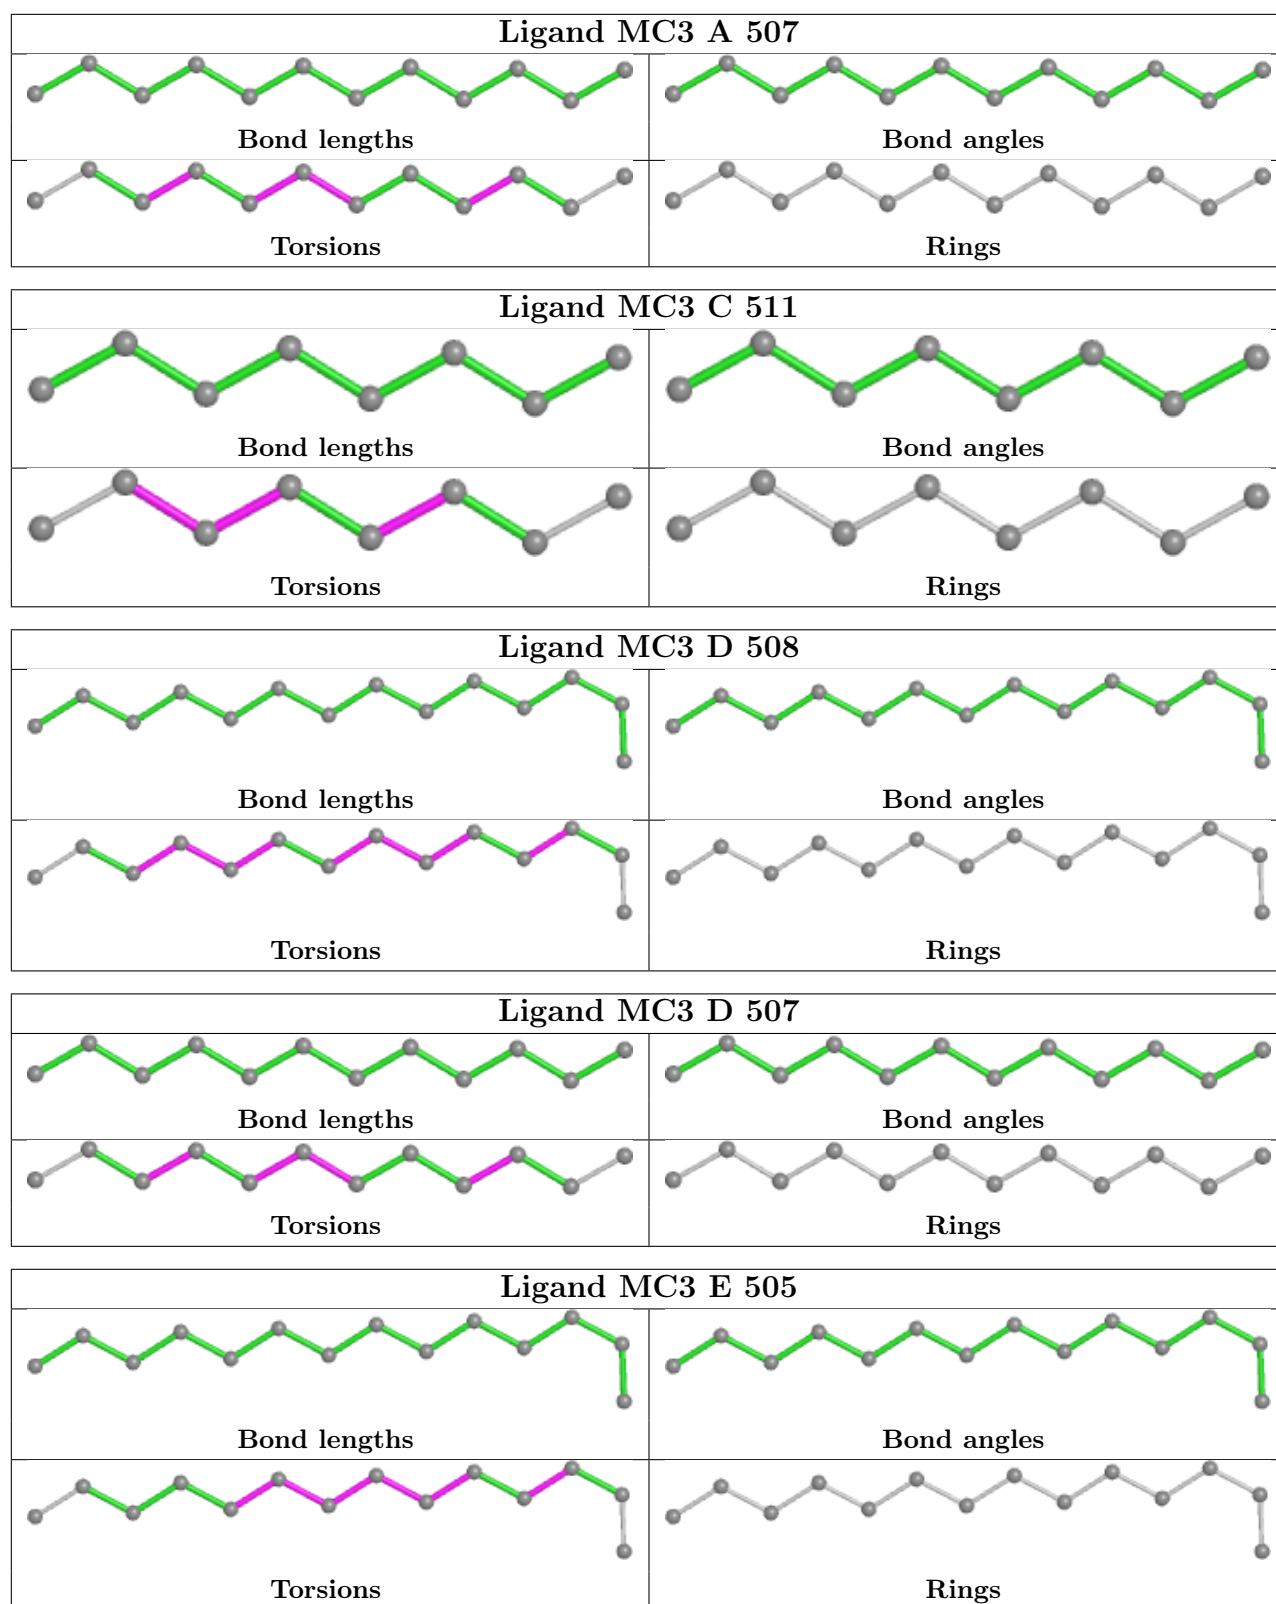 Ligand MC3 A 507
Bond lengths Bond angles
Torsions Rings
Ligand MC3 C 511
Bond lengths Bond angles
Torsions Rings
Ligand MC3 D 508
Bond lengths Bond angles
Torsions Rings
Ligand MC3 D 507
Bond lengths Bond angles
Torsions Rings
Ligand MC3 E 505
Bond lengths Bond angles
Torsions Rings